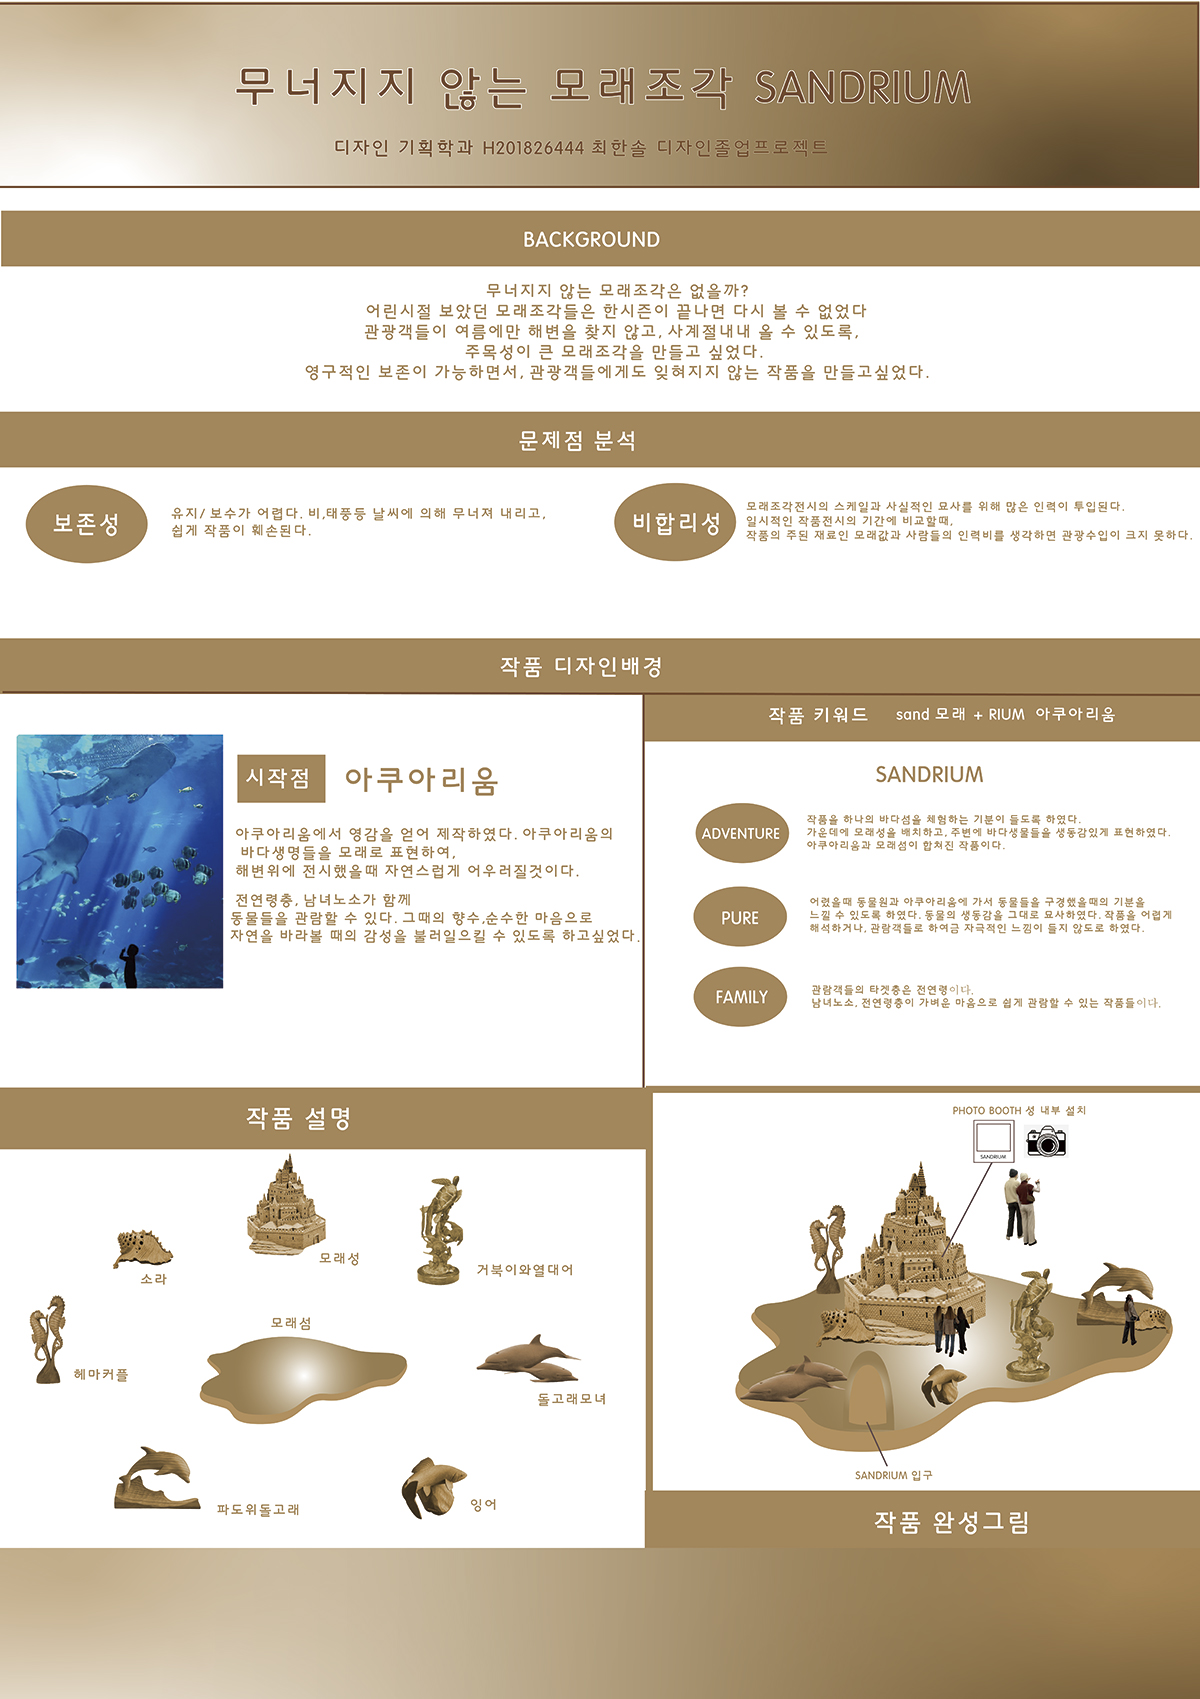 무너지지 않는 모래조각 SANDRIUM
디자인 기획학과 H201826444 최한솔 디자인졸업프로젝트
BACKGROUND
무너지지 않는 모래조각은 없을까?
어린시절 보았던 모래조각들은 한시즌이 끝나면 다시 볼 수 없었다
관광객들이 여름에만 해변을 찾지 않고, 사계절내내 올 수 있도록,
주목성이 큰 모래조각을 만들고 싶었다.
영구적인 보존이 가능하면서, 관광객들에게도 잊혀지지 않는 작품을 만들고싶었다.
문제점 분석
보존성
유지/ 보수가 어렵다. 비,태풍등 날씨에 의해 무너져 내리고,
쉽게 작품이 훼손된다.
비합리성
모래조각전시의 스케일과 사실적인 묘사를 위해 많은 인력이 투입된다.
일시적인 작품전시의 기간에 비교할때,
작품의 주된 재료인 모래값과 사람들의 인력비를 생각하면 관광수입이 크지 못하다.
작품 디자인배경
시작점 아쿠아리움
아쿠아리움에서 영감을 얻어 제작하였다. 아쿠아리움의
바다생명들을 모래로 표현하여,
해변위에 전시했을때 자연스럽게 어우러질것이다.
전연령층, 남녀노소가 함께
동물들을 관람할 수 있다. 그때의 향수,순수한 마음으로
자연을 바라볼 때의 감성을 불러일으킬 수 있도록 하고싶었다.
작품 키워드 sand 모래 + RIUM 아쿠아리움
SANDRIUM
ADVENTURE
작품을 하나의 바다섬을 체험하는 기분이 들도록 하였다.
가운데에 모래성을 배치하고, 주변에 바다생물들을 생동감있게 표현하였다.
아쿠아리움과 모래섬이 합쳐진 작품이다.
PURE
어렸을때 동물원과 아쿠아리움에 가서 동물들을 구경했을때의 기분을
느낄 수 있도록 하였다. 동물의 생동감을 그대로 묘사하였다. 작품을 어렵게
해석하거나, 관람객들로 하여금 자극적인 느낌이 들지 않도로 하였다.
FAMILY
관람객들의 타겟층은 전연령이다.
남녀노소, 전연령층이 가벼운 마음으로 쉽게 관람할 수 있는 작품들이다.
작품 설명
모래성
소라
거북이와열대어
모래섬
헤마커플
돌고래모녀
파도위돌고래
잉어
PHOTO BOOTH 성 내부 설치
SANDRIUM
SANDRIUM 입구
작품 완성그림